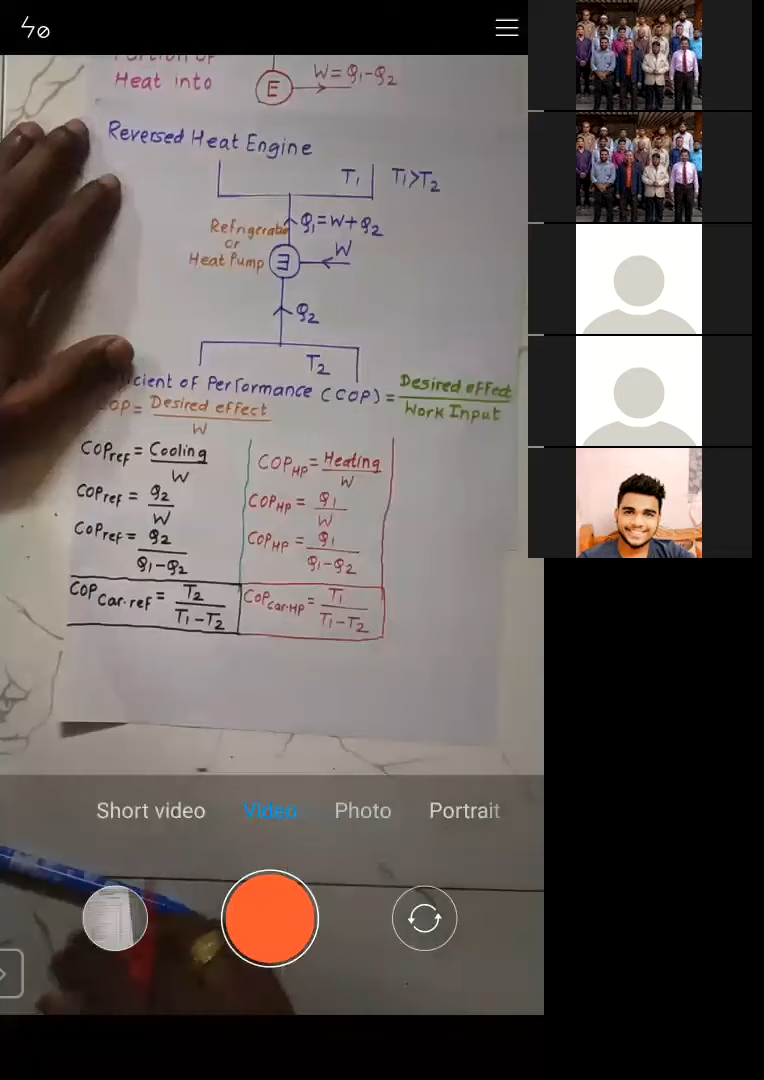 Portion of
Heat into
E
W=Q1-Q2
Reversed Heat Engine
T1
T1>T2
Q1=W+Q2
Refrigerator
or
Heat Pump
E
W
Q2
T2
icient of Performance (COP) = Desired effect
Work Input
COP= Desired effect
W
COPref = Cooling
W
COPref = Q2
W
COPref = Q2
Q1-Q2
COPCar.ref = T2
T1-T2
COPHP = Heating
W
COPHP = Q1
W
COPHP = Q1
Q1-Q2
COPCar.HP = T1
T1-T2
Short video Video Photo Portrait